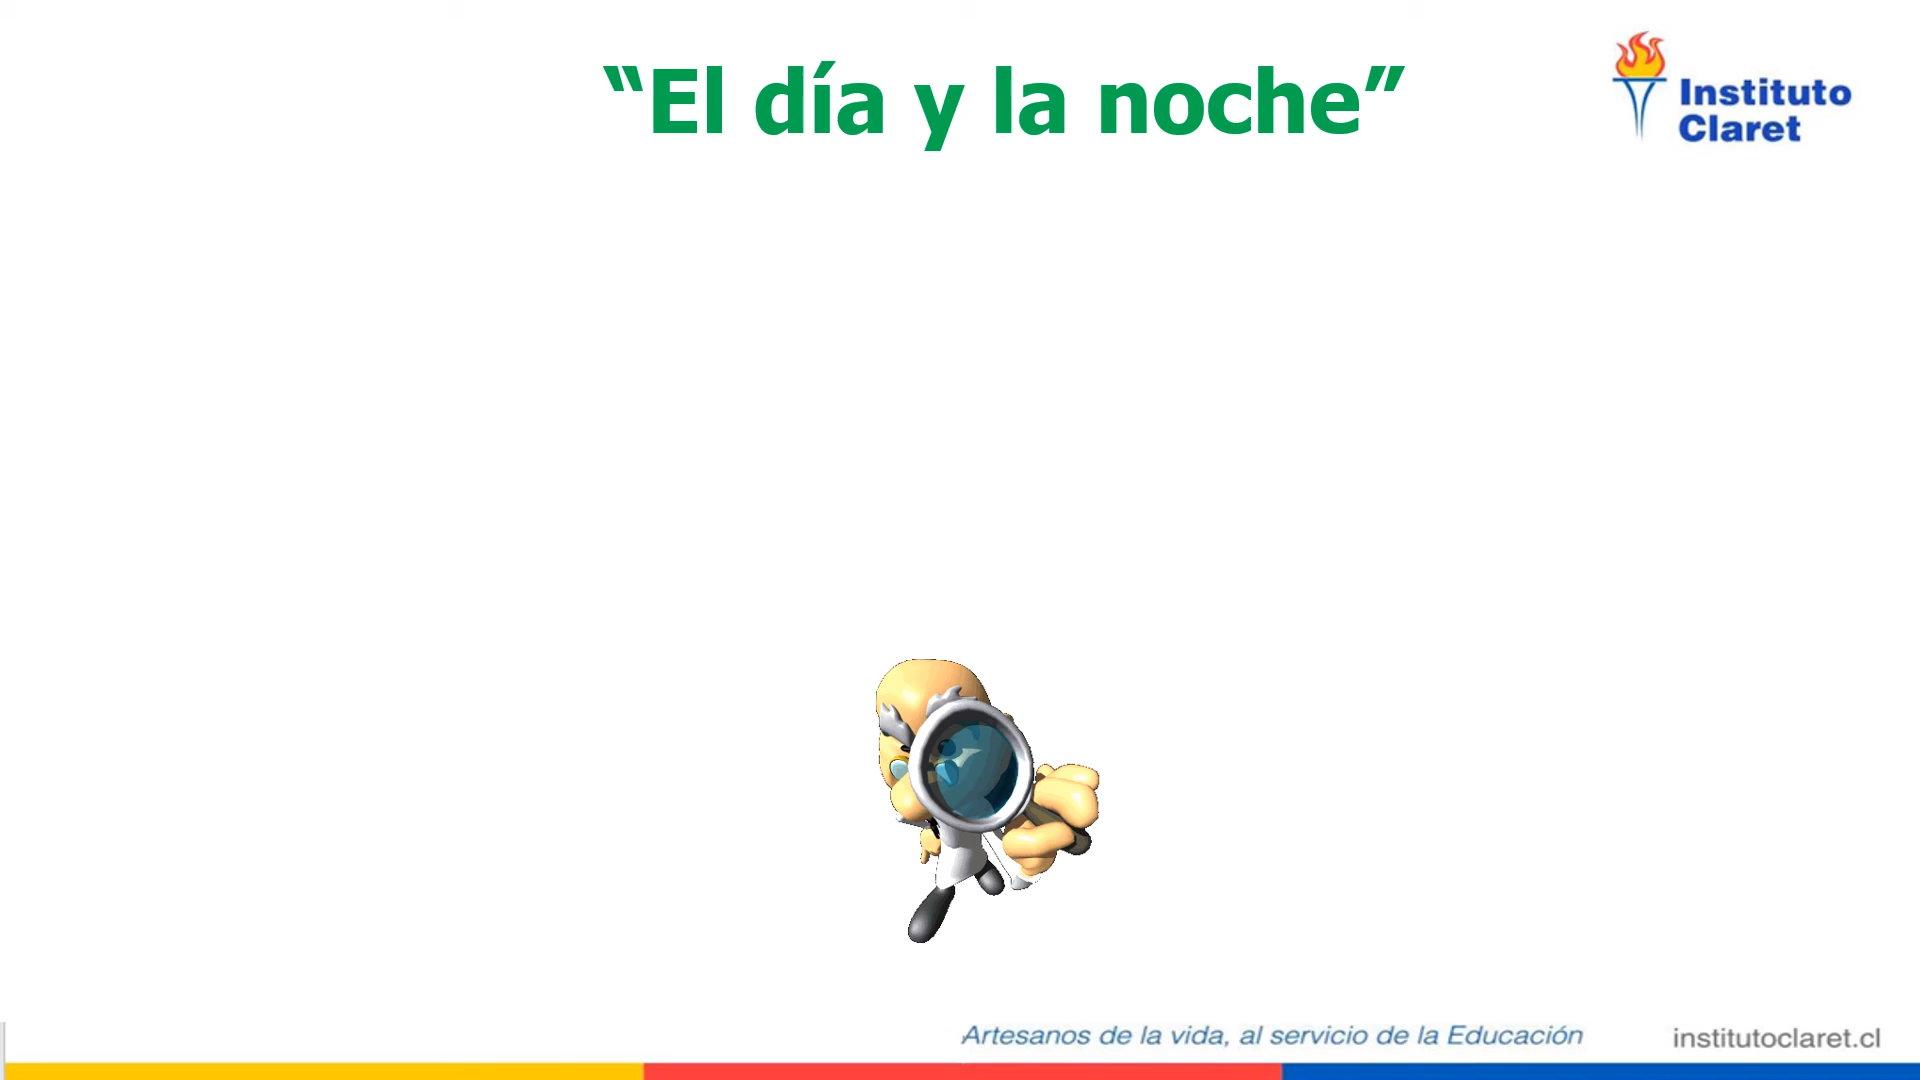 “El día y la noche”
Instituto
Claret
Artesanos de la vida, al servicio de la Educación
institutoclaret.cl